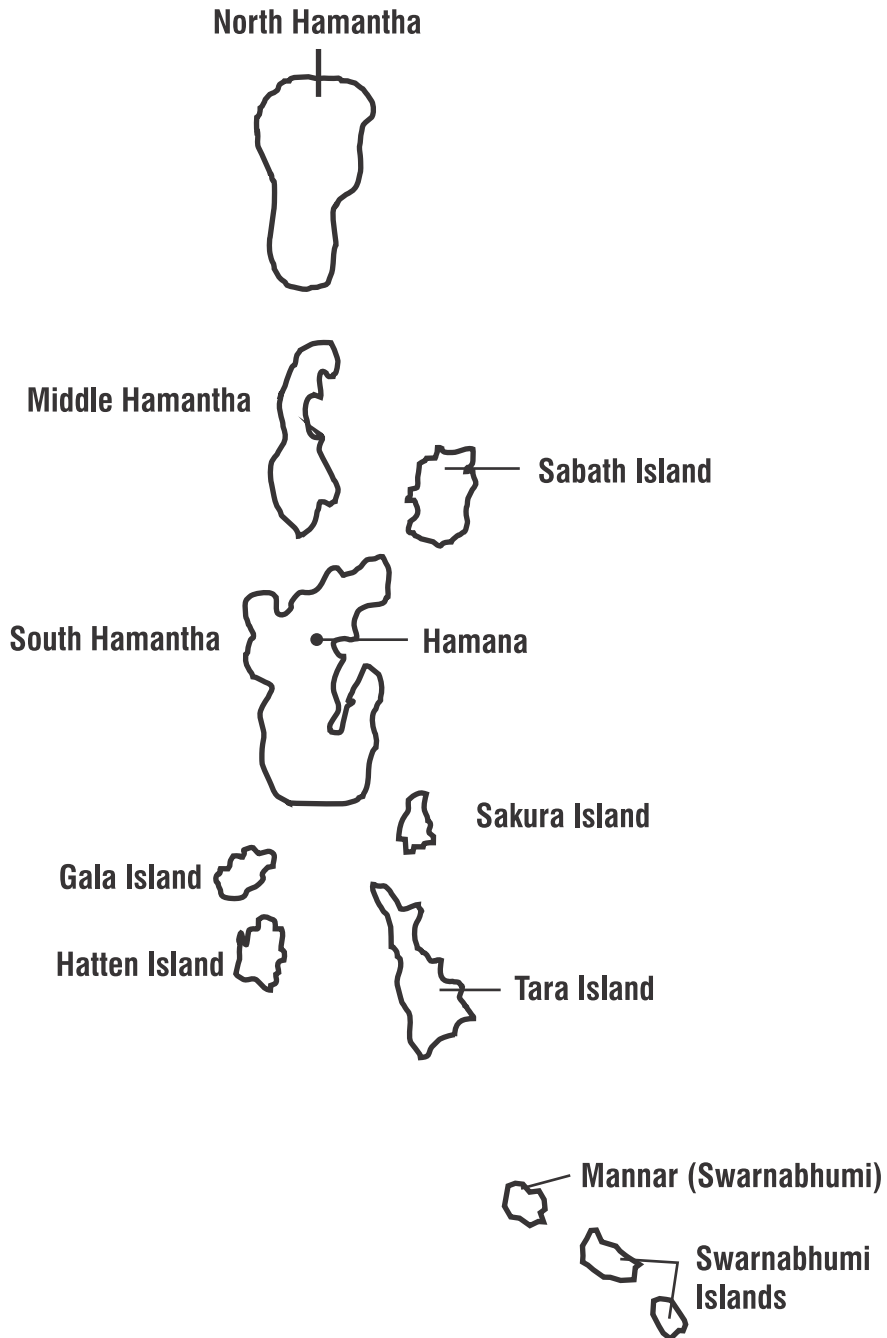 North Hamantha
Middle Hamantha
Sabath Island
South Hamantha
Hamana
Sakura Island
Gala Island
Hatten Island
Tara Island
Mannar (Swarnabhumi)
Swarnabhumi
Islands